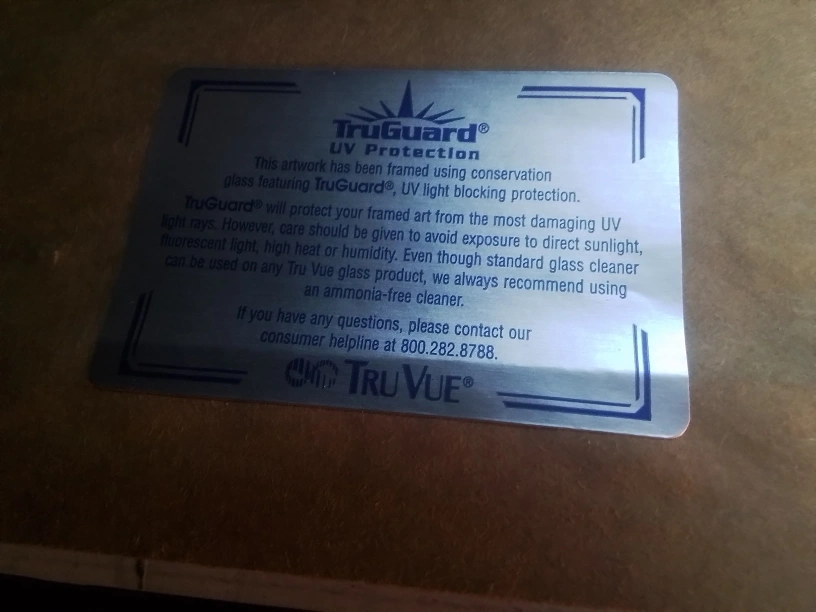 TruGuard®
UV Protection
This artwork has been framed using conservation
glass featuring TruGuard®, UV light blocking protection.
TruGuard® will protect your framed art from the most damaging UV
light rays. However, care should be given to avoid exposure to direct sunlight,
fluorescent light, high heat or humidity. Even though standard glass cleaner
can be used on any Tru Vue glass product, we always recommend using
an ammonia-free cleaner.
If you have any questions, please contact our
consumer helpline at 800.282.8788.
TRU VUE®